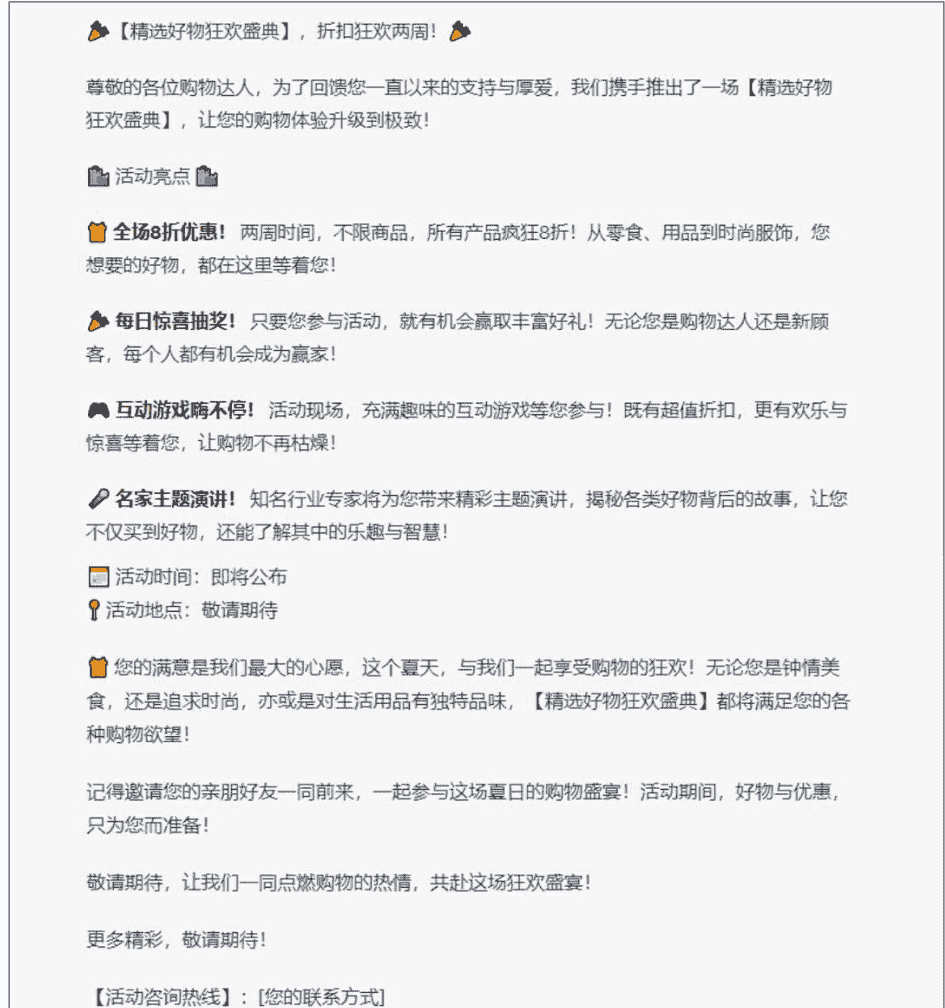 🎉【精选好物狂欢盛典】，折扣狂欢两周！🎉
尊敬的各位购物达人，为了回馈您一直以来的支持与厚爱，我们携手推出了一场【精选好物
狂欢盛典】，让您的购物体验升级到极致！
🛍️ 活动亮点 🛍️
👕 全场8折优惠！ 两周时间，不限商品，所有产品疯狂8折！从零食、用品到时尚服饰，您
想要的好物，都在这里等着您！
🎉 每日惊喜抽奖！ 只要您参与活动，就有机会赢取丰富好礼！无论您是购物达人还是新顾
客，每个人都有机会成为赢家！
🎮 互动游戏嗨不停！ 活动现场，充满趣味的互动游戏等您参与！既有超值折扣，更有欢乐与
惊喜等着您，让购物不再枯燥！
🎤 名家主题演讲！ 知名行业专家将为您带来精彩主题演讲，揭秘各类好物背后的故事，让您
不仅买到好物，还能了解其中的乐趣与智慧！
📅 活动时间：即将公布
📍 活动地点：敬请期待
👕 您的满意是我们最大的心愿，这个夏天，与我们一起享受购物的狂欢！无论您是钟情美
食，还是追求时尚，亦或是对生活用品有独特品味，【精选好物狂欢盛典】都将满足您的各
种购物欲望！
记得邀请您的亲朋好友一同前来，一起参与这场夏日的购物盛宴！活动期间，好物与优惠，
只为您而准备！
敬请期待，让我们一同点燃购物的热情，共赴这场狂欢盛宴！
更多精彩，敬请期待！
【活动咨询热线】：[您的联系方式]